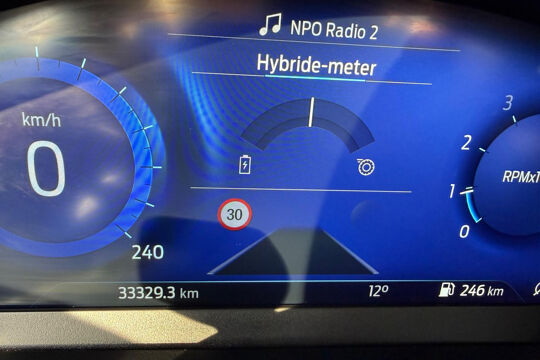 NPO Radio 2
Hybride-meter
km/h
0
240
30
3
2
1
0
RPMx1
33329.3 km
12°
246 km